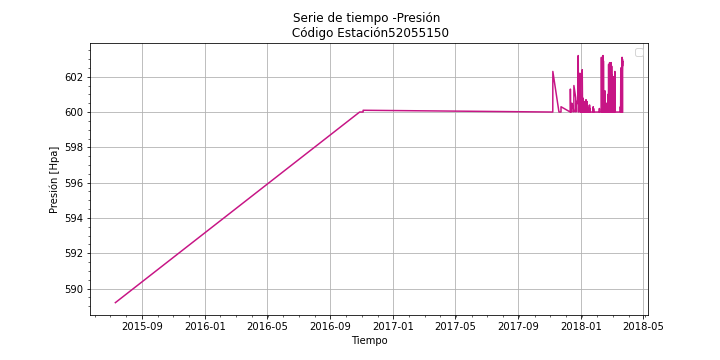 Serie de tiempo -Presión
Código Estación52055150
Presión [Hpa]
602
600
598
596
594
592
590
2015-09 2016-01 2016-05 2016-09 2017-01 2017-05 2017-09 2018-01 2018-05
Tiempo